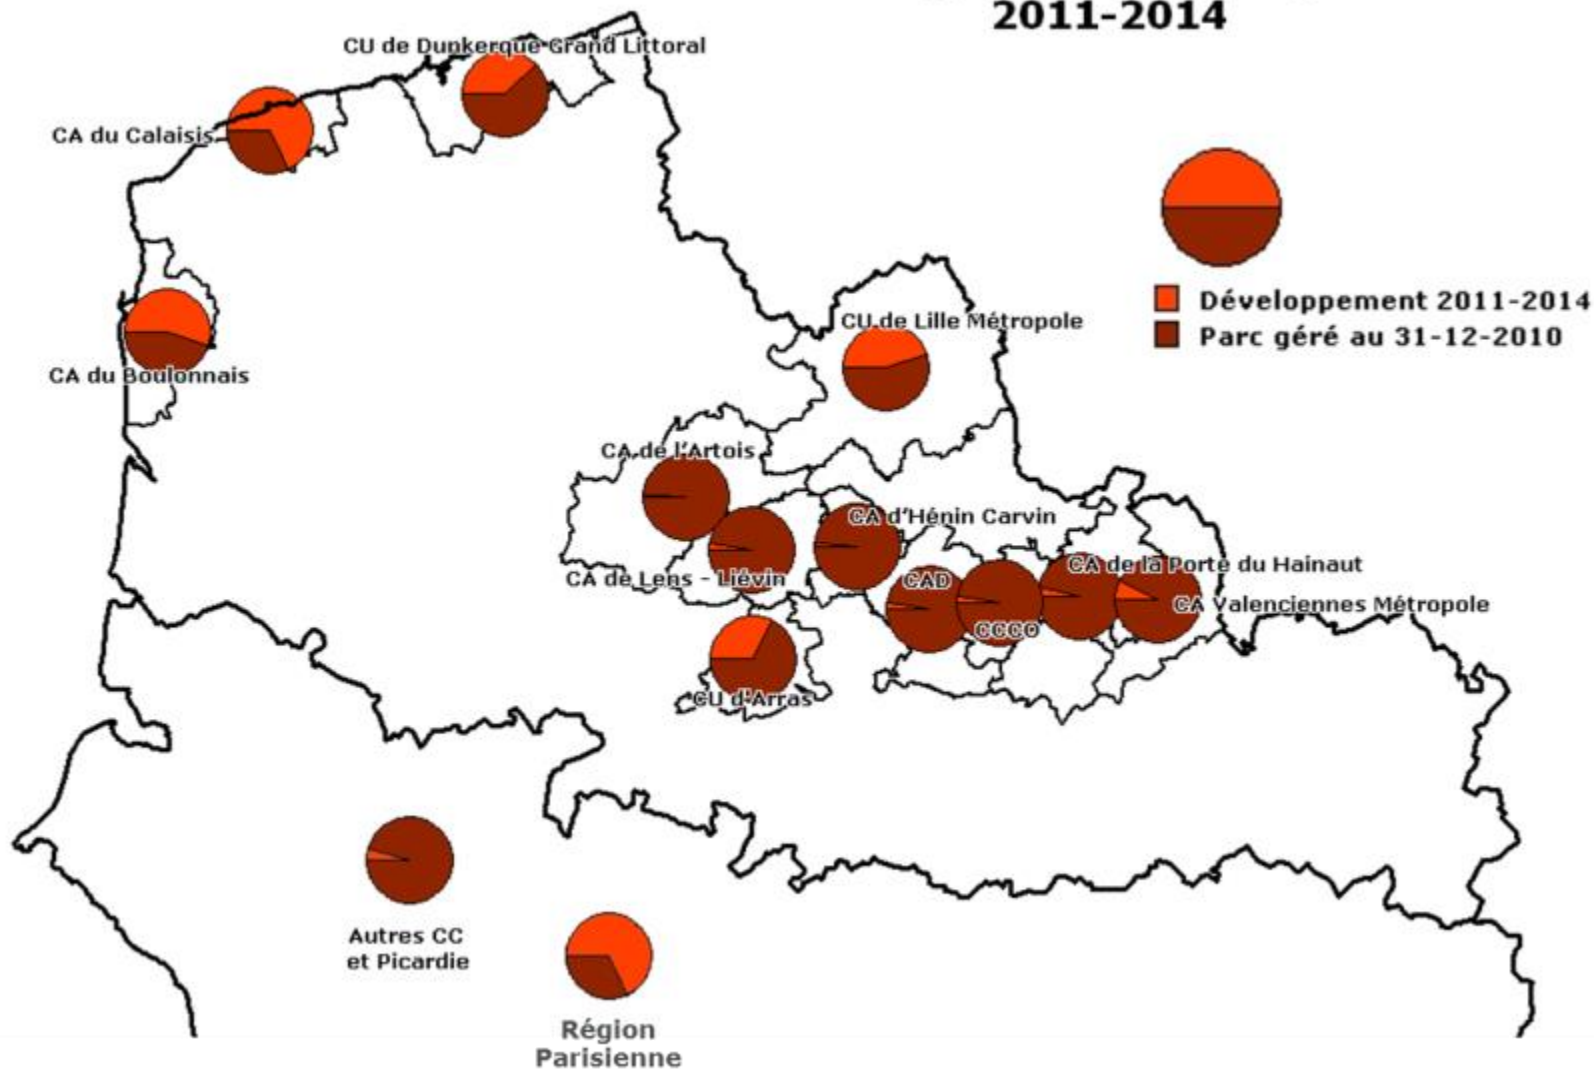 2011-2014
CU de Dunkerque Grand Littoral
CA du Calaisis
Développement 2011-2014
Parc géré au 31-12-2010
CU de Lille Métropole
CA du Boulonnais
CA de l'Artois
CA d'Hénin Carvin
CA de Lens - Liévin
CA de la Porte du Hainaut
CAD
CA Valenciennes Métropole
CCCO
CU d'Arras
Autres CC
et Picardie
Région
Parisienne